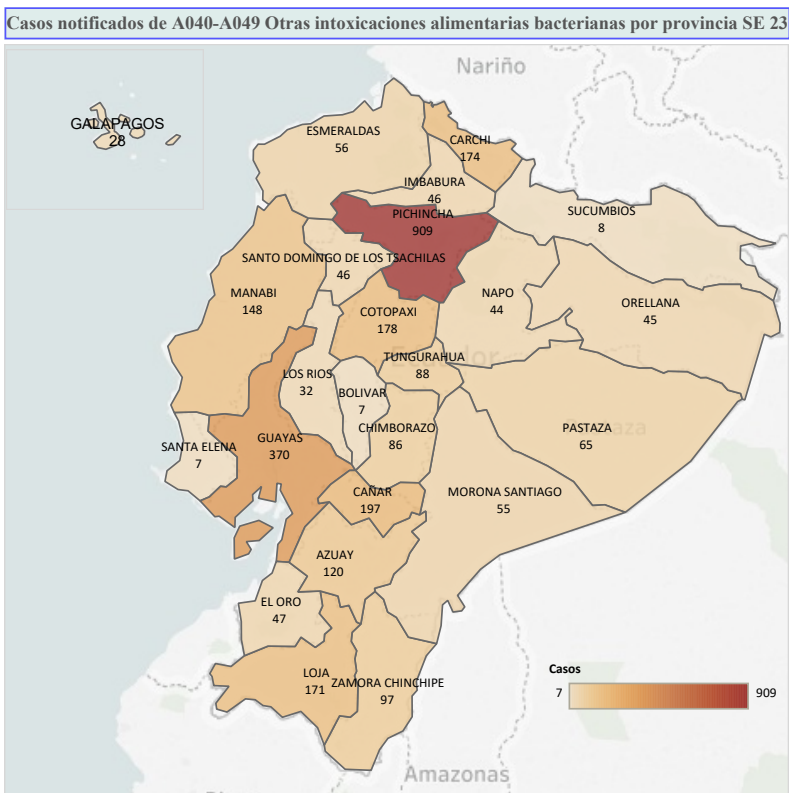 Casos notificados de A040-A049 Otras intoxicaciones alimentarias bacterianas por provincia SE 23
Nariño
GALAPAGOS
28
ESMERALDAS
56
CARCHI
174
IMBABURA
46
PICHINCHA
909
SUCUMBIOS
8
SANTO DOMINGO DE LOS TSACHILAS
46
MANABI
148
NAPO
44
ORELLANA
45
COTOPAXI
178
TUNGURAHUA
88
LOS RIOS
32
BOLIVAR
7
CHIMBORAZO
86
PASTAZA
65
SANTA ELENA
7
GUAYAS
370
CAÑAR
197
MORONA SANTIAGO
55
AZUAY
120
EL ORO
47
LOJA
171
ZAMORA CHINCHIPE
97
Casos
7 909
Amazonas